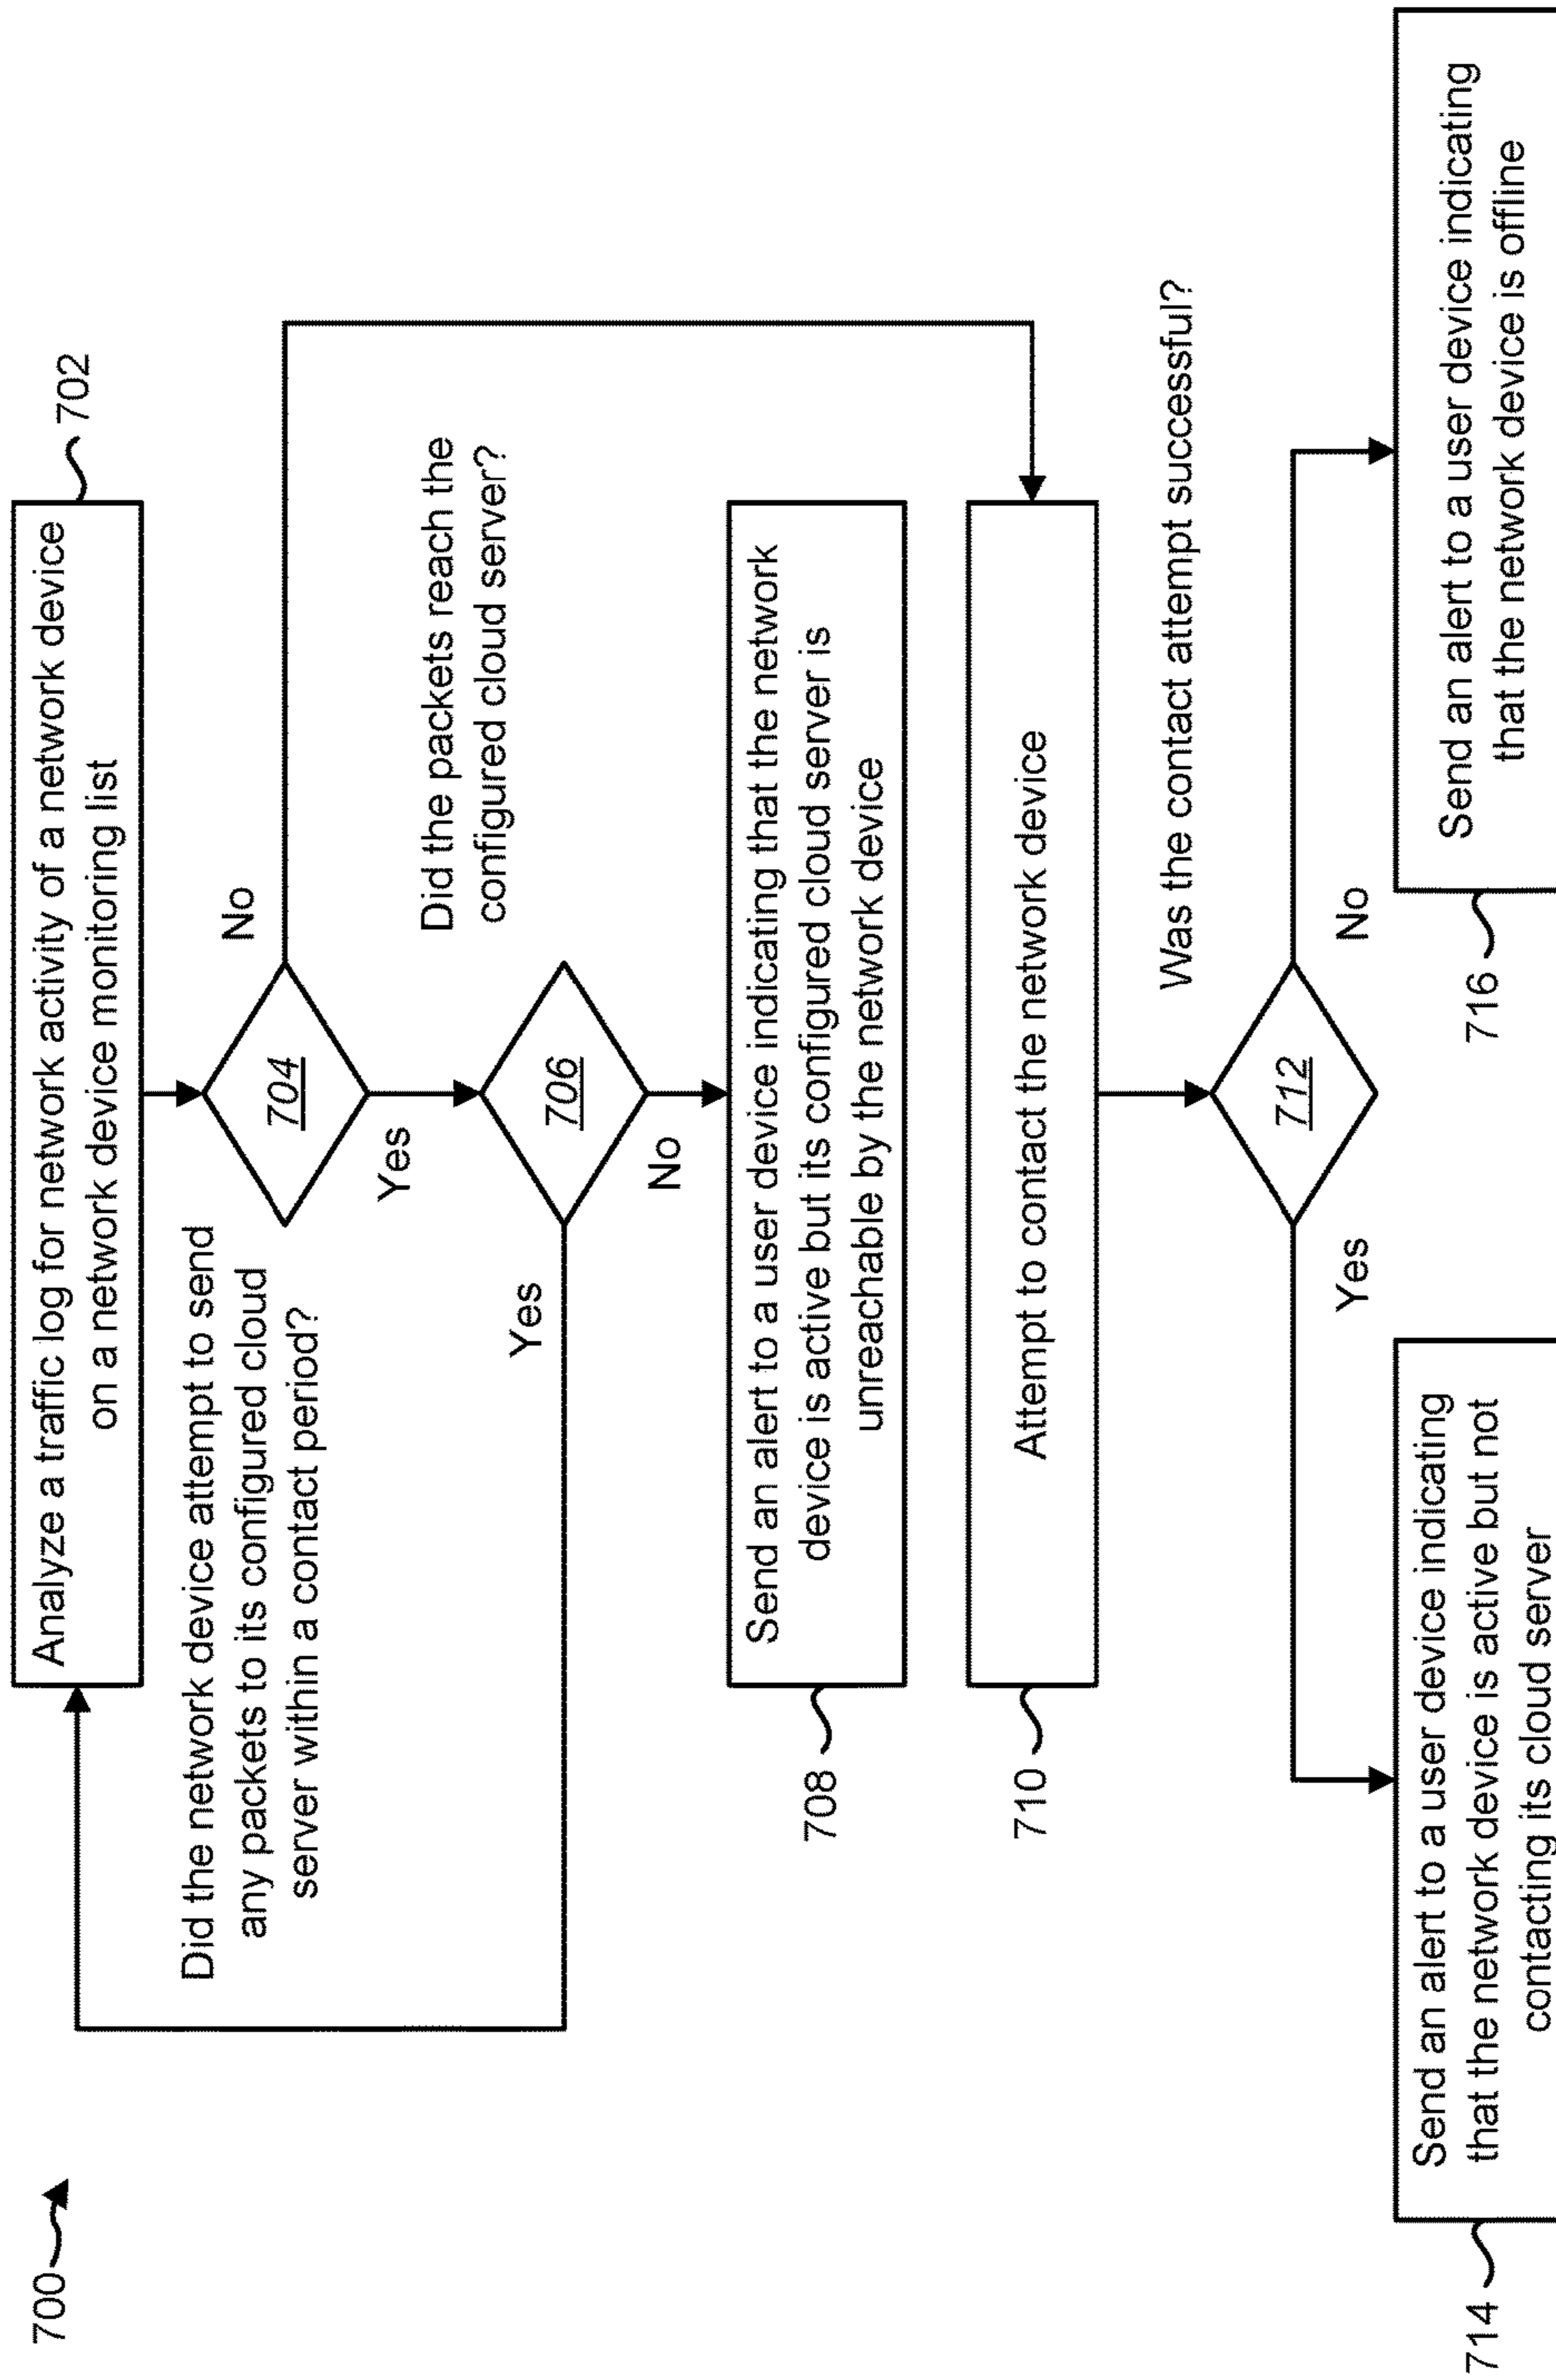 700
Analyze a traffic log for network activity of a network device
on a network device monitoring list
702
Did the network device attempt to send
any packets to its configured cloud
server within a contact period?
704
No
Yes
Did the packets reach the
configured cloud server?
706
Yes
No
Send an alert to a user device indicating that the network
device is active but its configured cloud server is
unreachable by the network device
708
Attempt to contact the network device
710
Was the contact attempt successful?
712
Yes
No
Send an alert to a user device indicating
that the network device is active but not
contacting its cloud server
714
Send an alert to a user device indicating
that the network device is offline
716